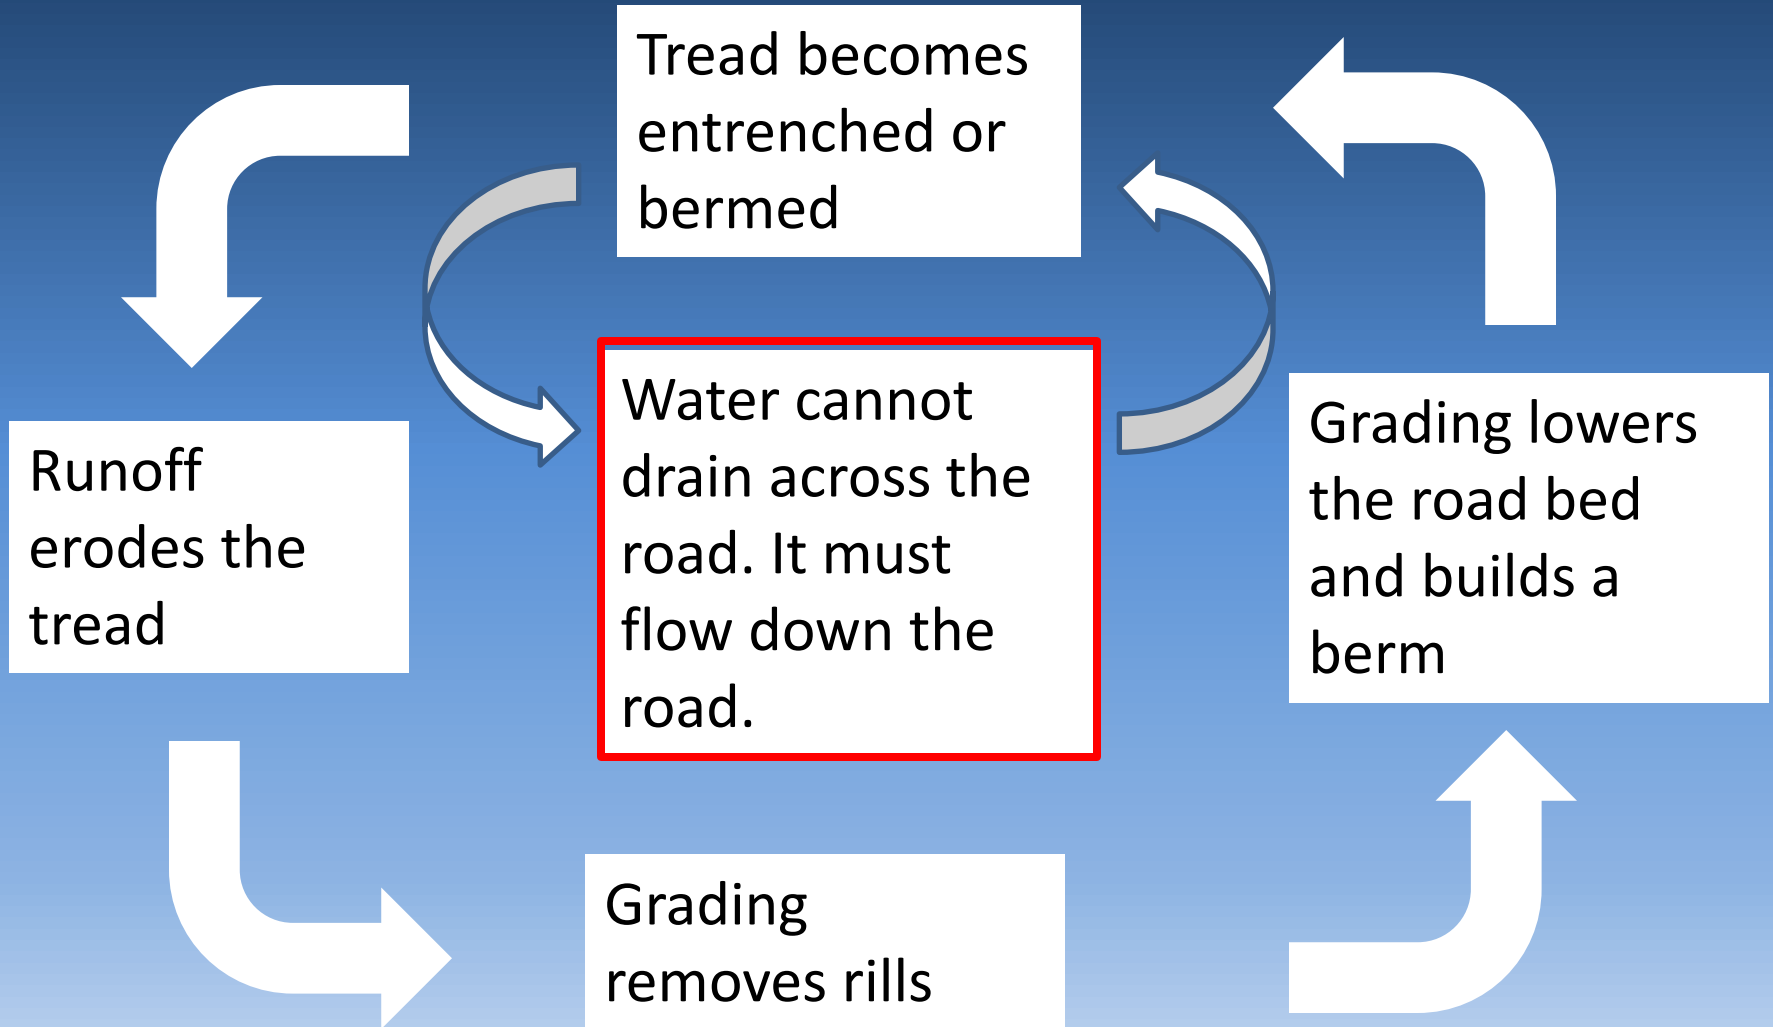 Tread becomes
entrenched or
bermed
Runoff
erodes the
tread
Water cannot
drain across the
road. It must
flow down the
road.
Grading lowers
the road bed
and builds a
berm
Grading
removes rills